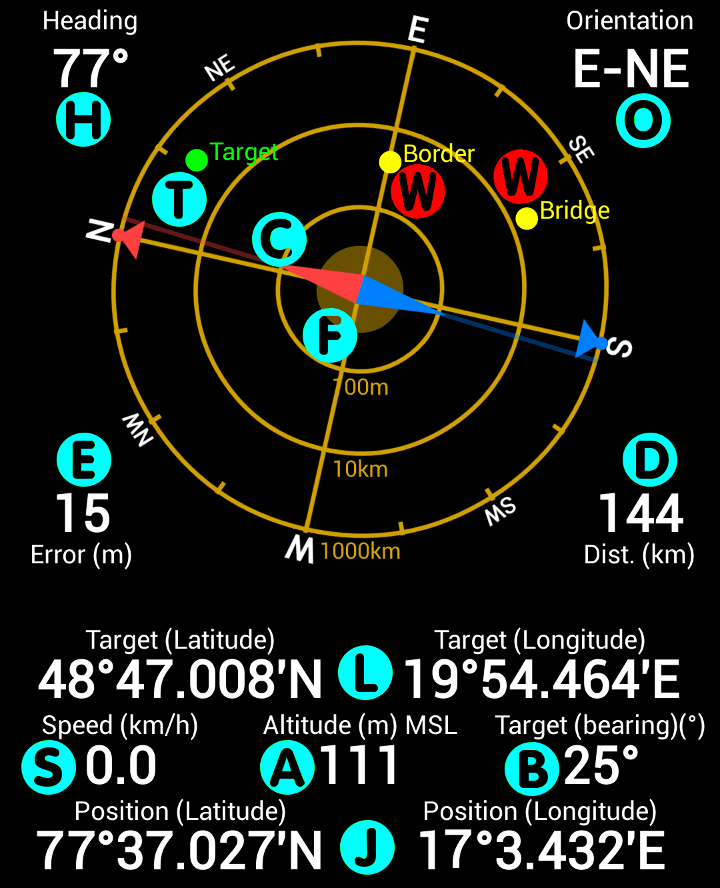 Heading
Orientation
77°
E-NE
H
O
E
NE
SE
Target
Border
T
W
W
Bridge
C
N
F
S
100m
NW
10km
E
D
15
144
SW
W
1000km
Error (m)
Dist. (km)
Target (Latitude)
Target (Longitude)
48°47.008'N
L
19°54.464'E
Speed (km/h)
Altitude (m) MSL
Target (bearing)(°)
S
0.0
A
111
B
25°
Position (Latitude)
Position (Longitude)
77°37.027'N
J
17°3.432'E